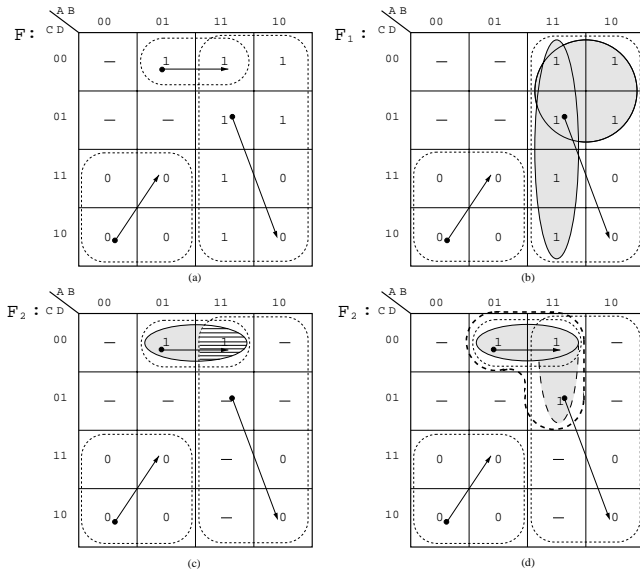 A B
F: C D 00 01 11 10
00 — 1 1 1
01 — — 1 1
11 0 0 1 0
10 0 0 1 0
(a)
A B
F1: C D 00 01 11 10
00 — — 1 1
01 — — 1 1
11 0 0 1 0
10 0 0 1 0
(b)
A B
F2: C D 00 01 11 10
00 — 1 1 —
01 — — — —
11 0 0 — 0
10 0 0 — 0
(c)
A B
F2: C D 00 01 11 10
00 — 1 1 —
01 — — 1 —
11 0 0 — 0
10 0 0 — 0
(d)